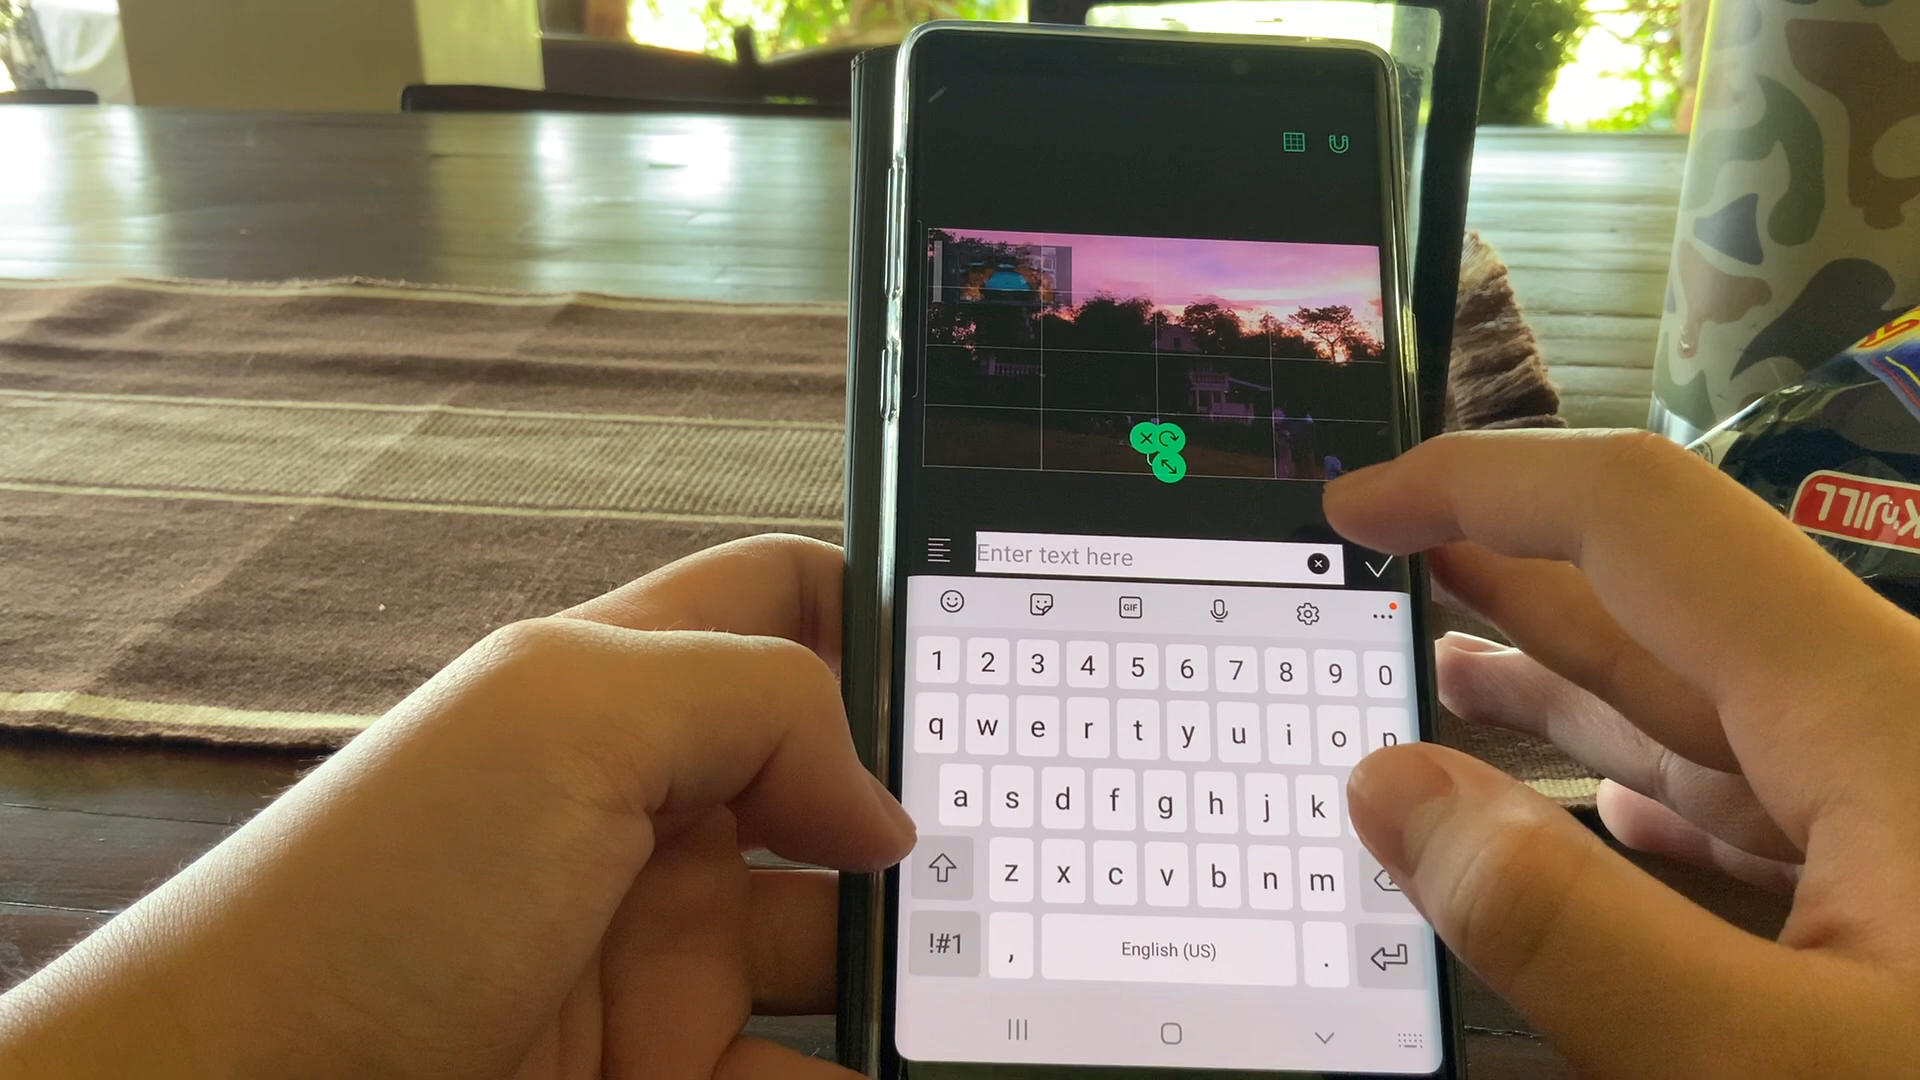 Enter text here
GIF
1 2 3 4 5 6 7 8 9 0
q w e r t y u i o p
a s d f g h j k
z x c v b n m
!#1 , English (US) .